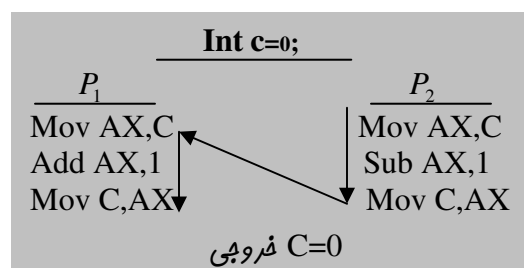 Int c=0;
P1 P2
Mov AX,C Mov AX,C
Add AX,1 Sub AX,1
Mov C,AX Mov C,AX
خروجی C=0